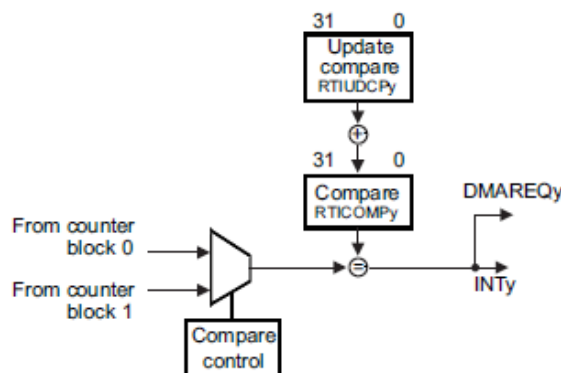 31 0
Update
compare
RTIUDCPy
+
31 0
Compare
RTICOMPy
DMAREQy
From counter
block 0
=
INTy
From counter
block 1
Compare
control